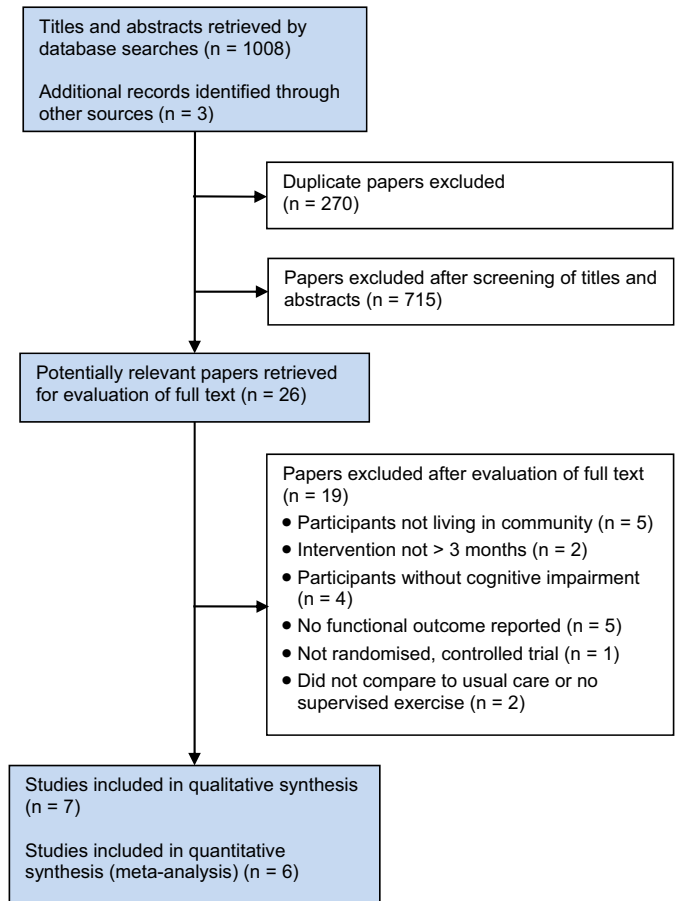 Titles and abstracts retrieved by
database searches (n = 1008)
Additional records identified through
other sources (n = 3)
Duplicate papers excluded
(n = 270)
Papers excluded after screening of titles and
abstracts (n = 715)
Potentially relevant papers retrieved
for evaluation of full text (n = 26)
Papers excluded after evaluation of full text
(n = 19)
• Participants not living in community (n = 5)
• Intervention not > 3 months (n = 2)
• Participants without cognitive impairment
(n = 4)
• No functional outcome reported (n = 5)
• Not randomised, controlled trial (n = 1)
• Did not compare to usual care or no
supervised exercise (n = 2)
Studies included in qualitative synthesis
(n = 7)
Studies included in quantitative
synthesis (meta-analysis) (n = 6)